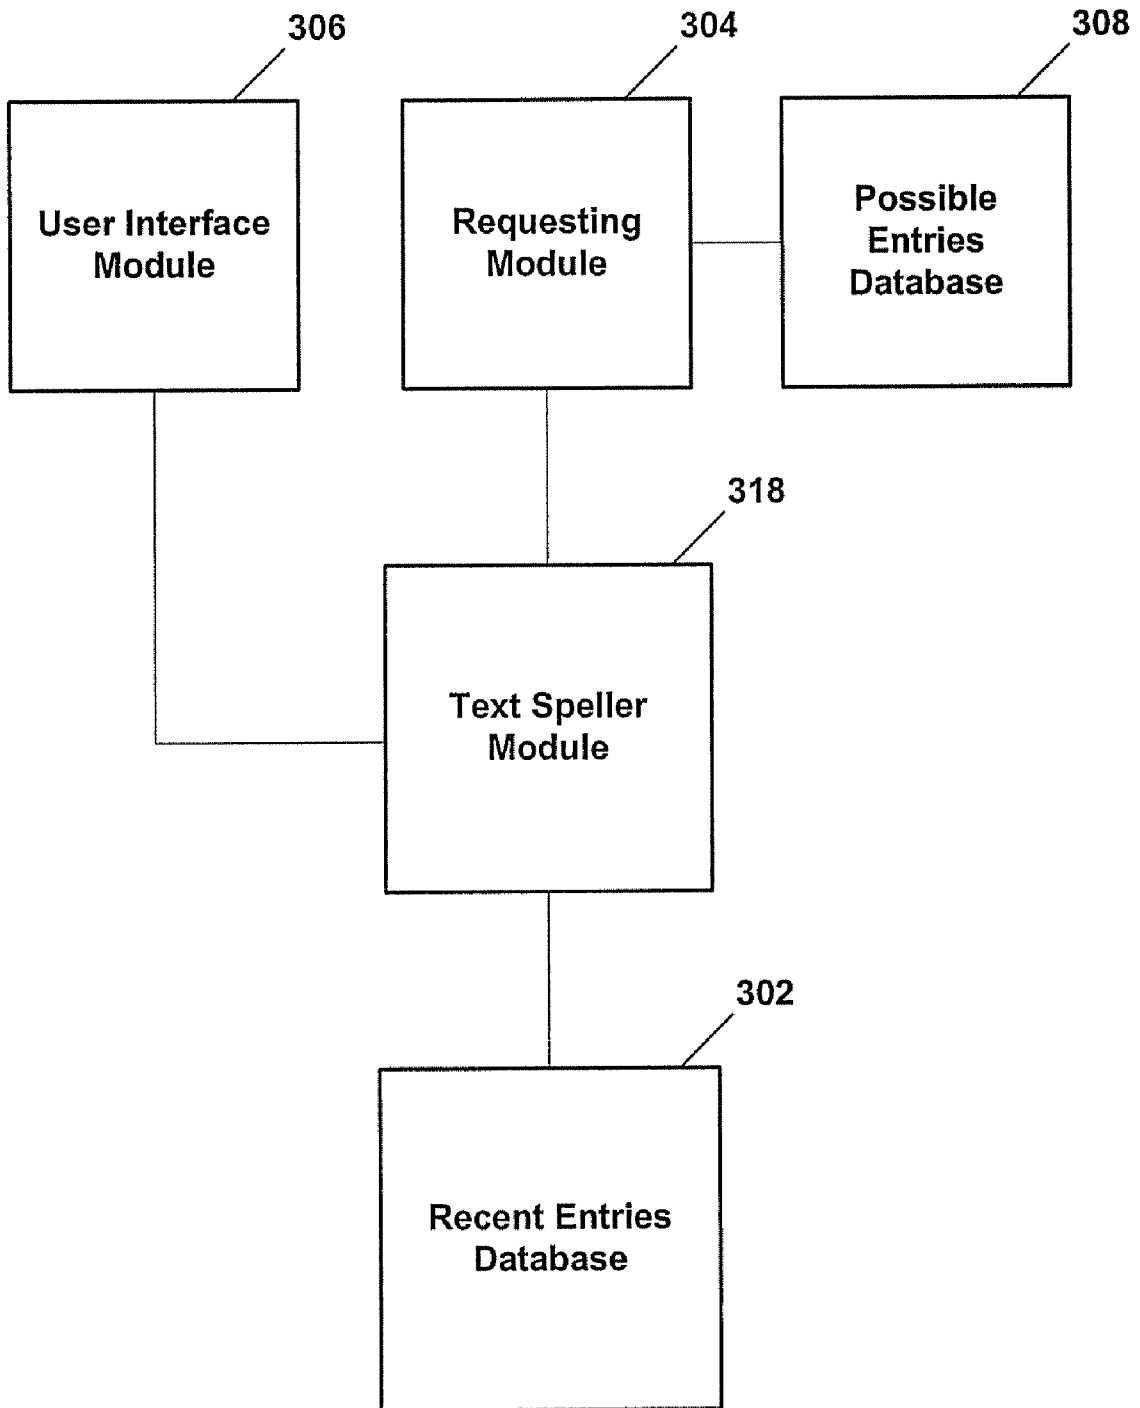 306
304
308
User Interface
Module
Requesting
Module
Possible
Entries
Database
318
Text Speller
Module
302
Recent Entries
Database